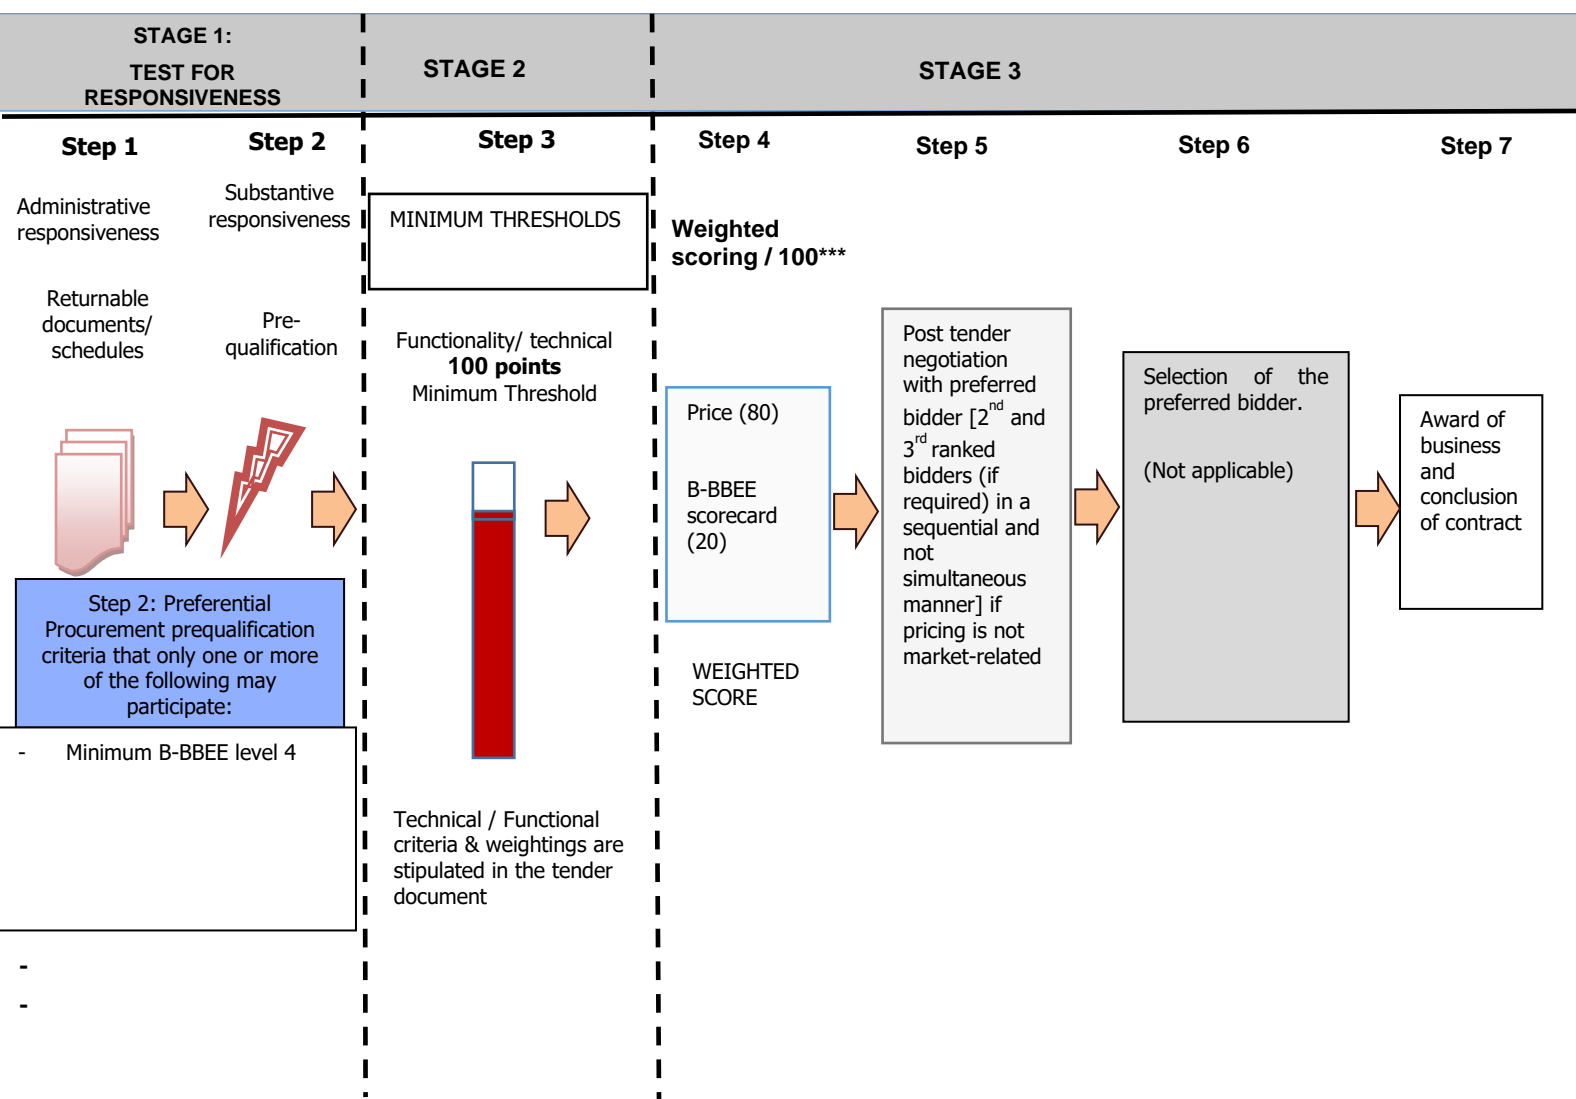 STAGE 1:
TEST FOR
RESPONSIVENESS
STAGE 2
STAGE 3
Step 1
Step 2
Step 3
Step 4
Step 5
Step 6
Step 7
Administrative
responsiveness
Returnable
documents/
schedules
Substantive
responsiveness
Pre-
qualification
Step 2: Preferential
Procurement prequalification
criteria that only one or more
of the following may
participate:
- Minimum B-BBEE level 4
-
-
MINIMUM THRESHOLDS
Functionality/ technical
100 points
Minimum Threshold
Technical / Functional
criteria & weightings are
stipulated in the tender
document
Weighted
scoring / 100***
Price (80)
B-BBEE
scorecard
(20)
WEIGHTED
SCORE
Post tender
negotiation
with preferred
bidder [2nd and
3rd ranked
bidders (if
required) in a
sequential and
not
simultaneous
manner] if
pricing is not
market-related
Selection of the
preferred bidder.
(Not applicable)
Award of
business
and
conclusion
of contract